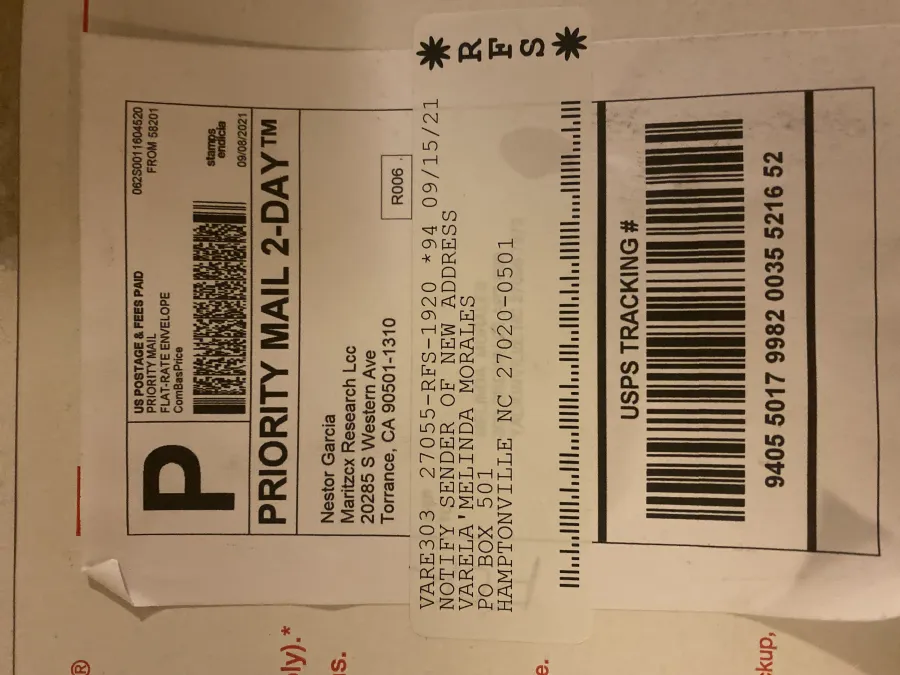 P
US POSTAGE & FEES PAID
PRIORITY MAIL
FLAT-RATE ENVELOPE
ComBasPrice
062S0011604520
FROM 58201
stamps
endicia
09/08/2021
PRIORITY MAIL 2-DAY™
Nestor Garcia
Maritzcx Research Lcc
20285 S Western Ave
Torrance, CA 90501-1310
R006
*RFS*
VARE303 27055-RFS-1920 *94 09/15/21
NOTIFY SENDER OF NEW ADDRESS
VARELA'MELINDA MORALES
PO BOX 501
HAMPTONVILLE NC 27020-0501
USPS TRACKING #
9405 5017 9982 0035 5216 52
®
ly).*
s.
e.
ckup,